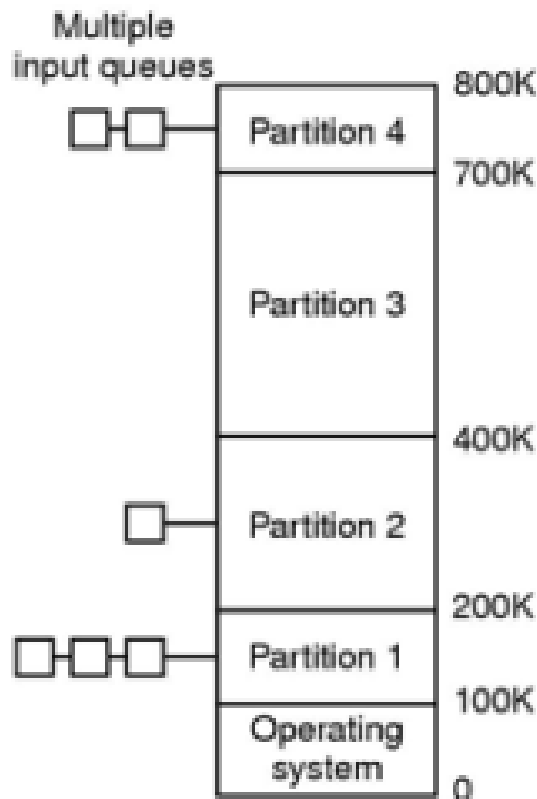 Multiple
input queues
800K
Partition 4
700K
Partition 3
400K
Partition 2
200K
Partition 1
100K
Operating
system
0